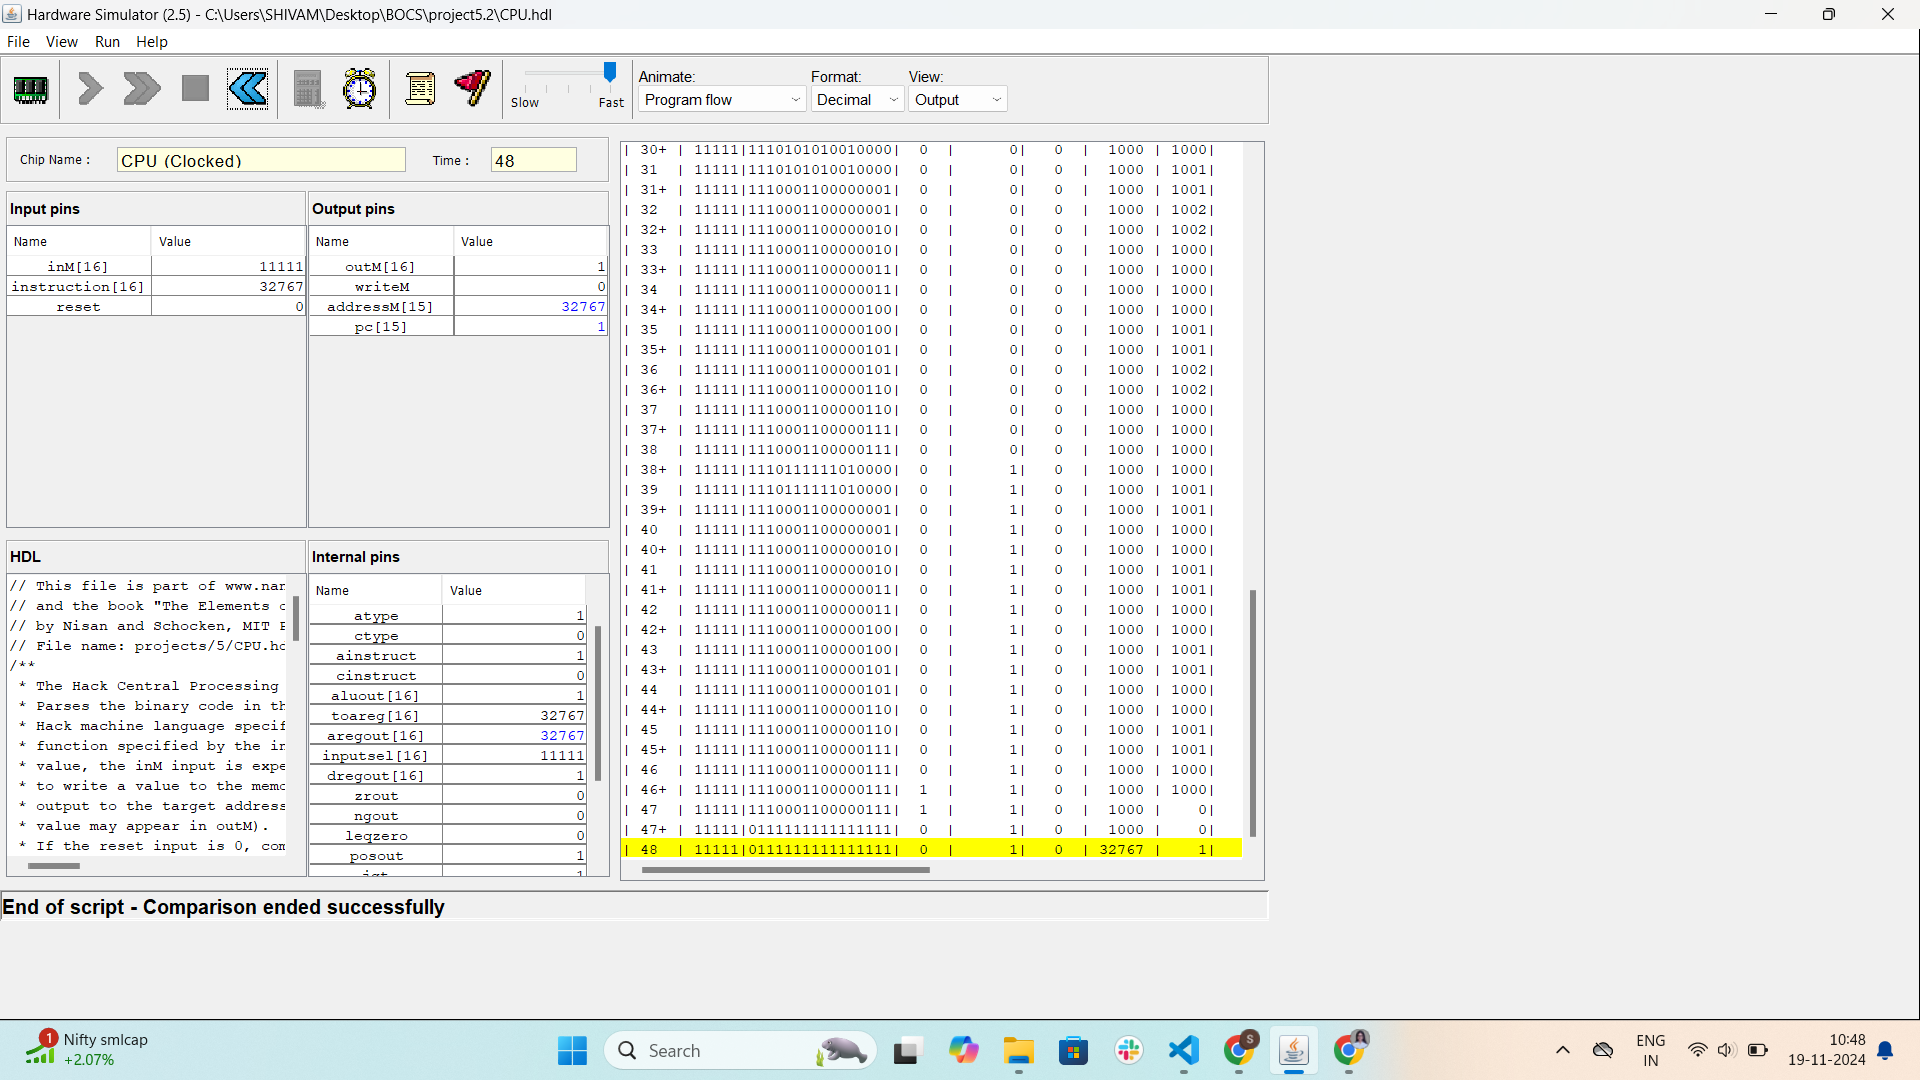 Hardware Simulator (2.5) - C:\Users\SHIVAM\Desktop\BOCS\project5.2\CPU.hdl
File View Run Help
Slow Fast
Animate: Format: View:
Program flow Decimal Output
Chip Name : CPU (Clocked) Time : 48
Input pins
Name Value
inM[16] 11111
instruction[16] 32767
reset 0
Output pins
Name Value
outM[16] 1
writeM 0
addressM[15] 32767
pc[15] 1
HDL
// This file is part of www.nan
// and the book "The Elements o
// by Nisan and Schocken, MIT P
// File name: projects/5/CPU.hd
/**
* The Hack Central Processing
* Parses the binary code in th
* Hack machine language specif
* function specified by the in
* value, the inM input is expe
* to write a value to the memo
* output to the target address
* value may appear in outM).
* If the reset input is 0, com
Internal pins
Name Value
atype 1
ctype 0
ainstruct 1
cinstruct 0
aluout[16] 1
toareg[16] 32767
aregout[16] 32767
inputsel[16] 11111
dregout[16] 1
zrout 0
ngout 0
leqzero 0
posout 1
| 30+ | 11111|1110101010010000| 0 | 0| 0 | 1000 | 1000|
| 31 | 11111|1110101010010000| 0 | 0| 0 | 1000 | 1001|
| 31+ | 11111|1110001100000001| 0 | 0| 0 | 1000 | 1001|
| 32 | 11111|1110001100000001| 0 | 0| 0 | 1000 | 1002|
| 32+ | 11111|1110001100000010| 0 | 0| 0 | 1000 | 1002|
| 33 | 11111|1110001100000010| 0 | 0| 0 | 1000 | 1000|
| 33+ | 11111|1110001100000011| 0 | 0| 0 | 1000 | 1000|
| 34 | 11111|1110001100000011| 0 | 0| 0 | 1000 | 1000|
| 34+ | 11111|1110001100000100| 0 | 0| 0 | 1000 | 1000|
| 35 | 11111|1110001100000100| 0 | 0| 0 | 1000 | 1001|
| 35+ | 11111|1110001100000101| 0 | 0| 0 | 1000 | 1001|
| 36 | 11111|1110001100000101| 0 | 0| 0 | 1000 | 1002|
| 36+ | 11111|1110001100000110| 0 | 0| 0 | 1000 | 1002|
| 37 | 11111|1110001100000110| 0 | 0| 0 | 1000 | 1000|
| 37+ | 11111|1110001100000111| 0 | 0| 0 | 1000 | 1000|
| 38 | 11111|1110001100000111| 0 | 0| 0 | 1000 | 1000|
| 38+ | 11111|1110111111010000| 0 | 1| 0 | 1000 | 1000|
| 39 | 11111|1110111111010000| 0 | 1| 0 | 1000 | 1001|
| 39+ | 11111|1110001100000001| 0 | 1| 0 | 1000 | 1001|
| 40 | 11111|1110001100000001| 0 | 1| 0 | 1000 | 1000|
| 40+ | 11111|1110001100000010| 0 | 1| 0 | 1000 | 1000|
| 41 | 11111|1110001100000010| 0 | 1| 0 | 1000 | 1001|
| 41+ | 11111|1110001100000011| 0 | 1| 0 | 1000 | 1001|
| 42 | 11111|1110001100000011| 0 | 1| 0 | 1000 | 1000|
| 42+ | 11111|1110001100000100| 0 | 1| 0 | 1000 | 1000|
| 43 | 11111|1110001100000100| 0 | 1| 0 | 1000 | 1001|
| 43+ | 11111|1110001100000101| 0 | 1| 0 | 1000 | 1001|
| 44 | 11111|1110001100000101| 0 | 1| 0 | 1000 | 1000|
| 44+ | 11111|1110001100000110| 0 | 1| 0 | 1000 | 1000|
| 45 | 11111|1110001100000110| 0 | 1| 0 | 1000 | 1001|
| 45+ | 11111|1110001100000111| 0 | 1| 0 | 1000 | 1001|
| 46 | 11111|1110001100000111| 0 | 1| 0 | 1000 | 1000|
| 46+ | 11111|1110001100000111| 1 | 1| 0 | 1000 | 1000|
| 47 | 11111|1110001100000111| 1 | 1| 0 | 1000 | 0|
| 47+ | 11111|0111111111111111| 0 | 1| 0 | 1000 | 0|
| 48 | 11111|0111111111111111| 0 | 1| 0 | 32767 | 1|
End of script - Comparison ended successfully
1
Nifty smlcap
+2.07%
Search
S
ENG
IN
10:48
19-11-2024